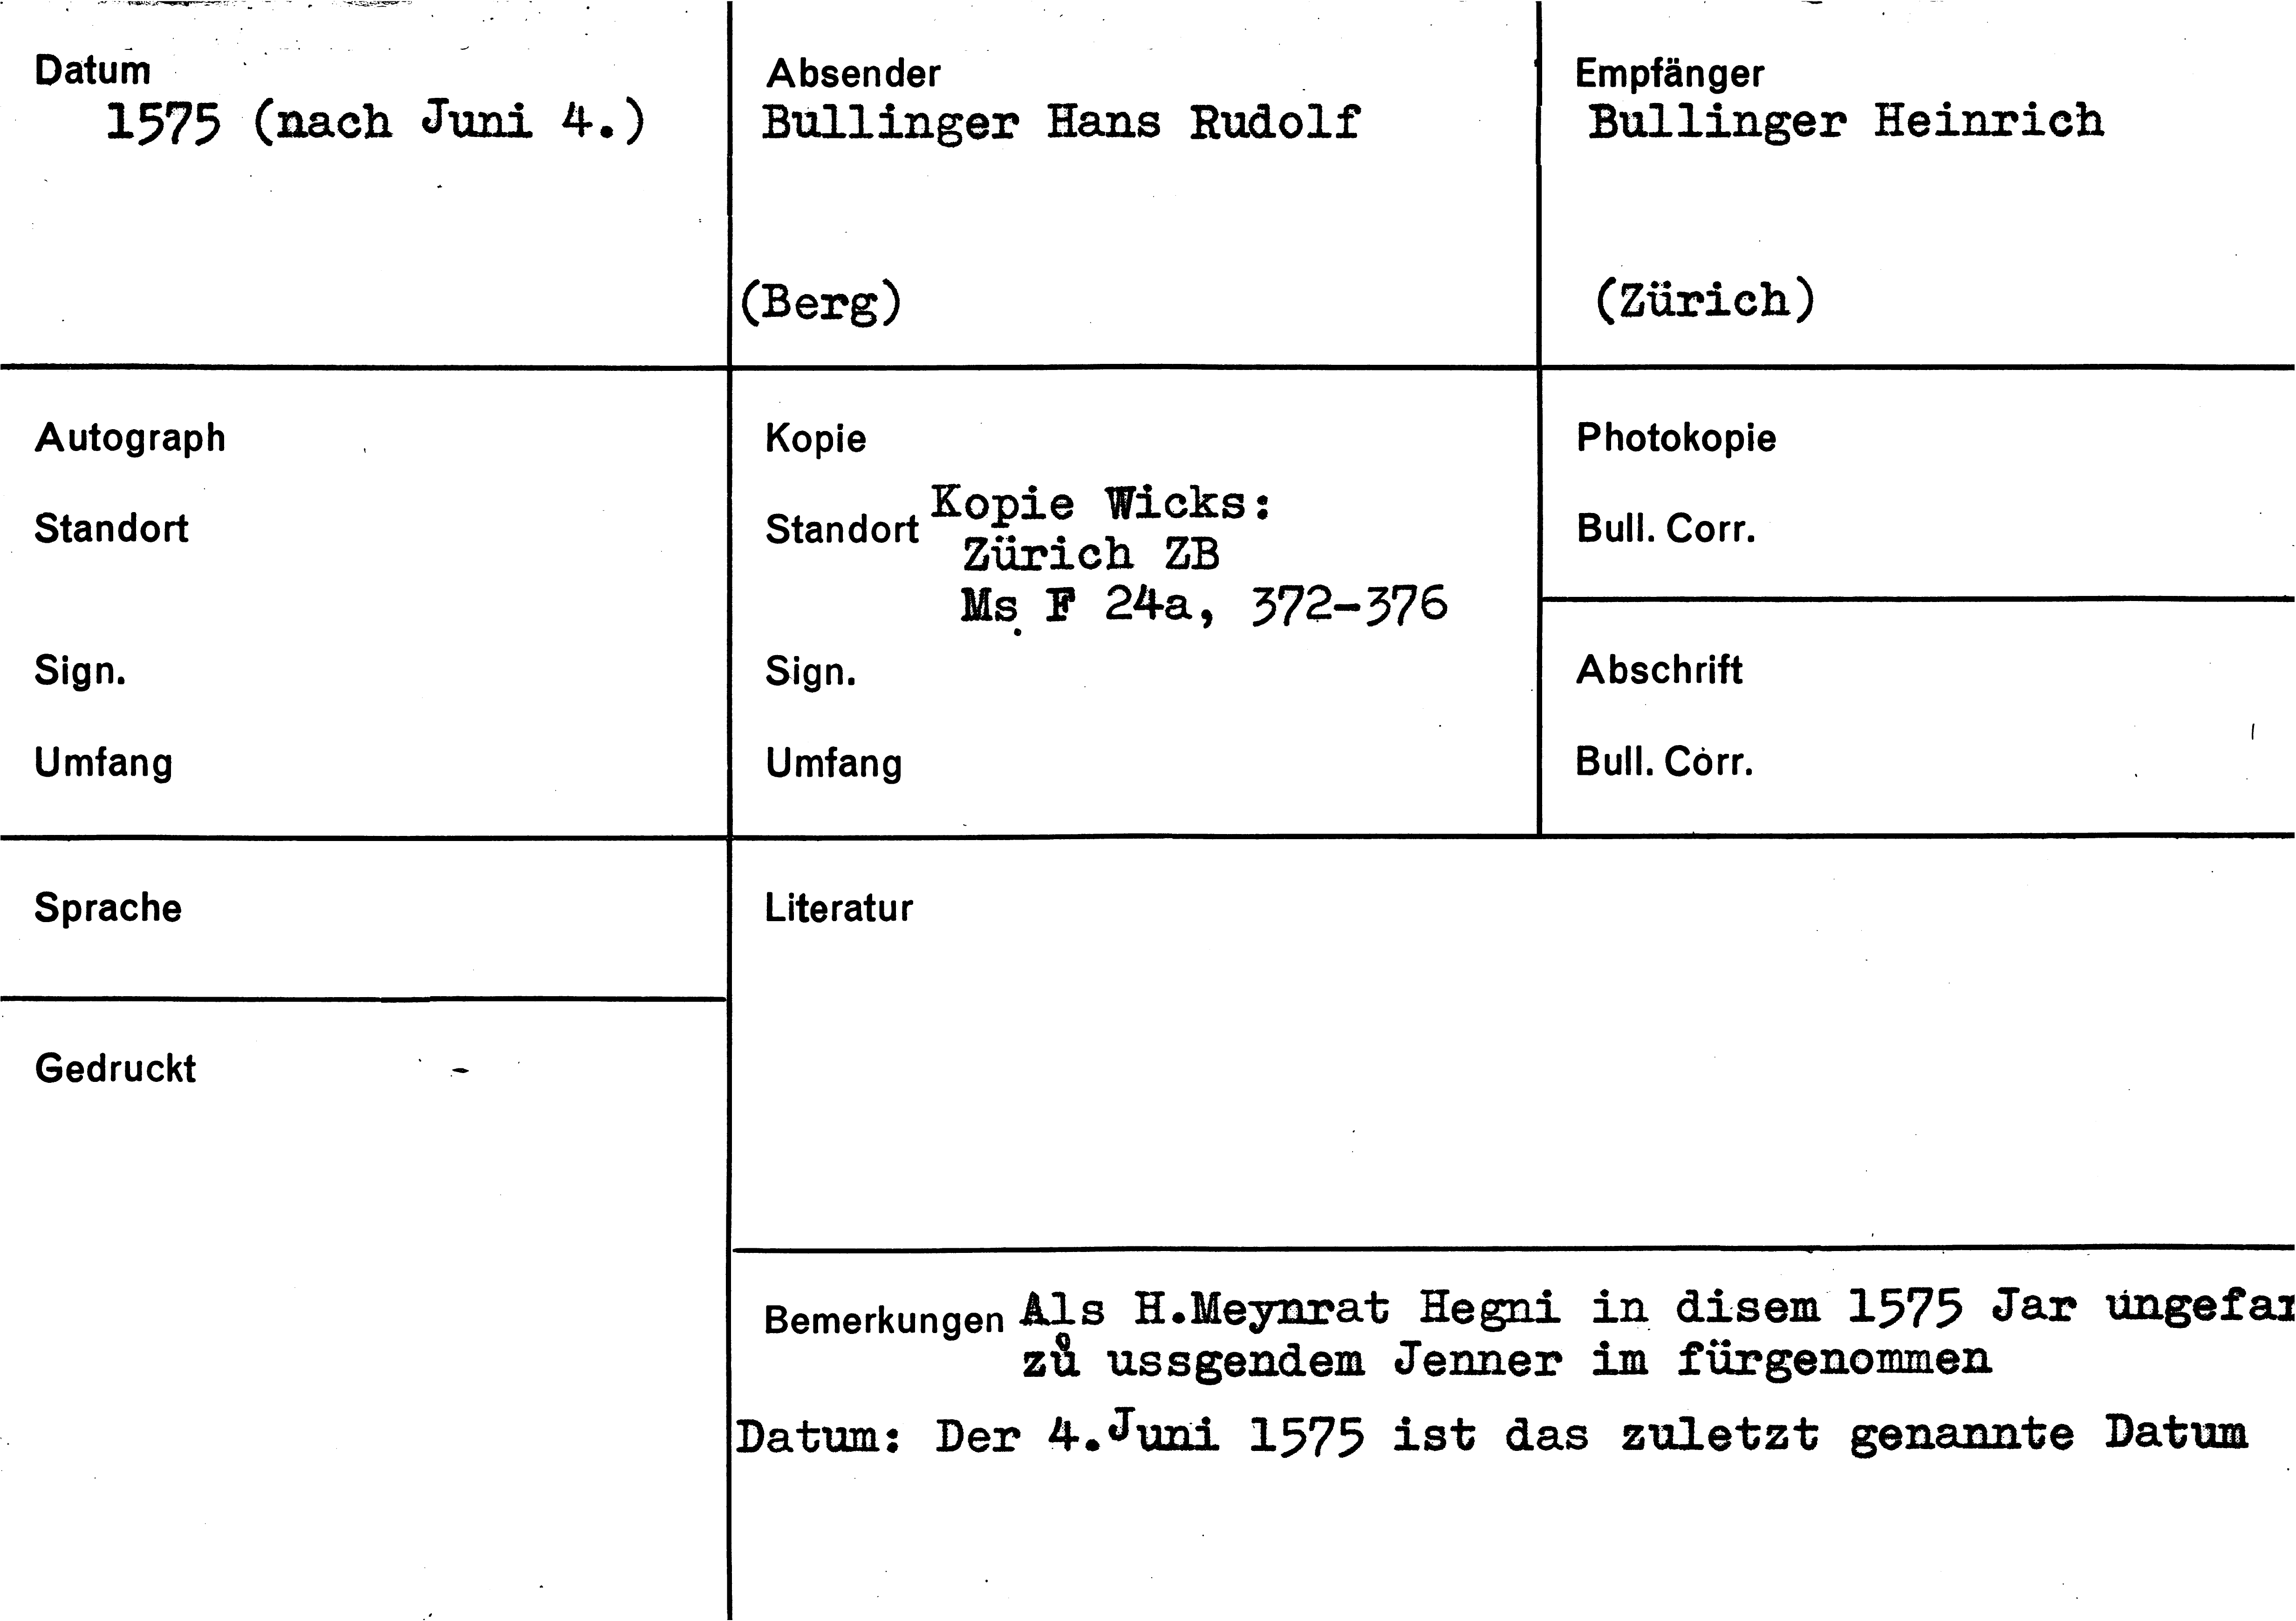 Datum
1575 (nach Juni 4.)
Absender
Bullinger Hans Rudolf
(Berg)
Empfänger
Bullinger Heinrich
(Zürich)
Autograph
Standort
Sign.
Umfang
Kopie
Standort Kopie Wicks:
Zürich ZB
Ms F 24a, 372-376
Sign.
Umfang
Photokopie
Bull. Corr.
Abschrift
Bull. Corr.
Sprache
Gedruckt -
Literatur
Bemerkungen Als H.Meynrat Hegni in disem 1575 Jar ungefar
zů ussgendem Jenner im fürgenommen
Datum: Der 4.Juni 1575 ist das zuletzt genannte Datum